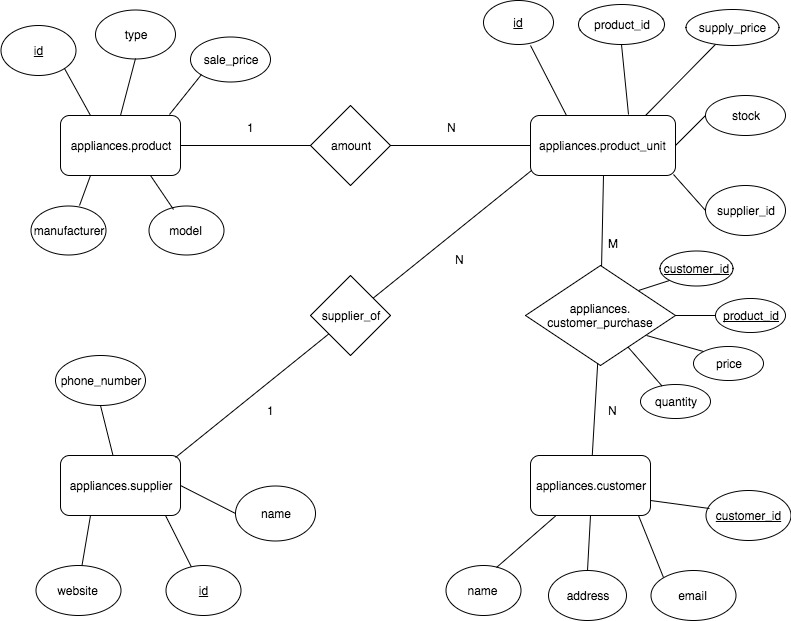 id
type
sale_price
id
product_id
supply_price
stock
supplier_id
appliances.product
1
amount
N
appliances.product_unit
manufacturer
model
N
M
customer_id
product_id
price
quantity
supplier_of
appliances.
customer_purchase
phone_number
1
N
appliances.supplier
name
website
id
appliances.customer
customer_id
name
address
email